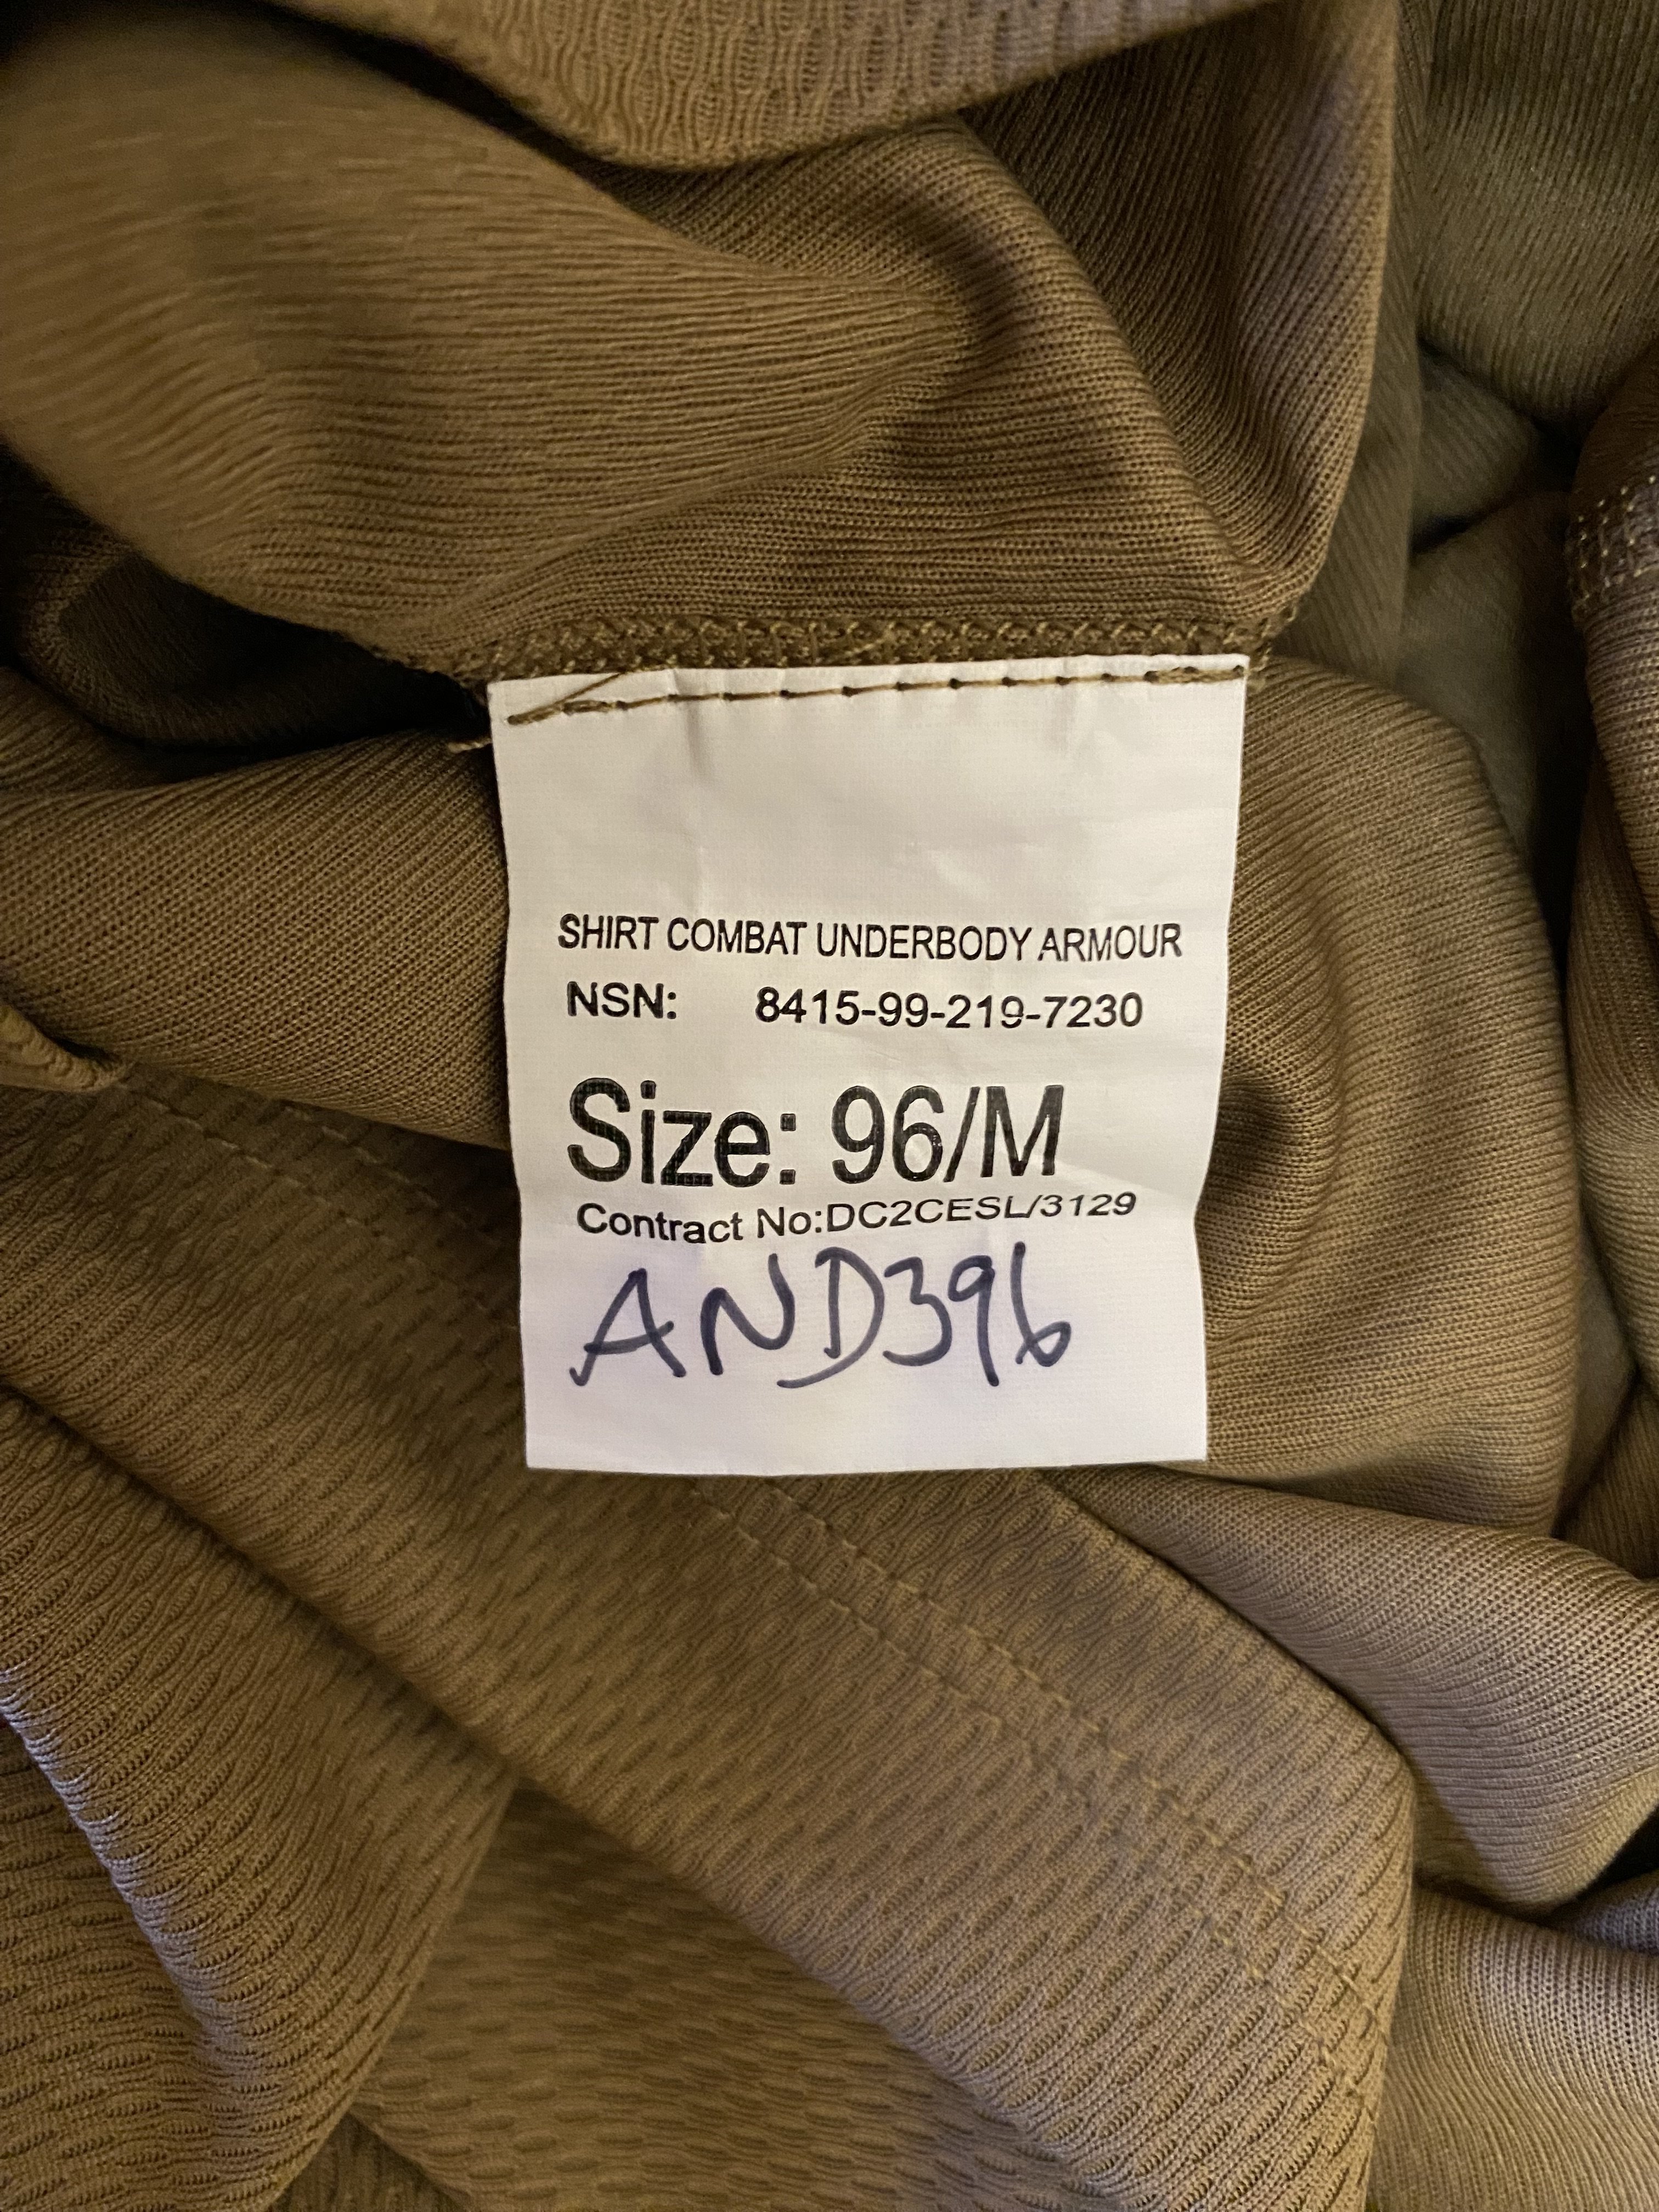 SHIRT COMBAT UNDERBODY ARMOUR
NSN: 8415-99-219-7230
Size: 96/M
Contract No:DC2CESL/3129
AND396